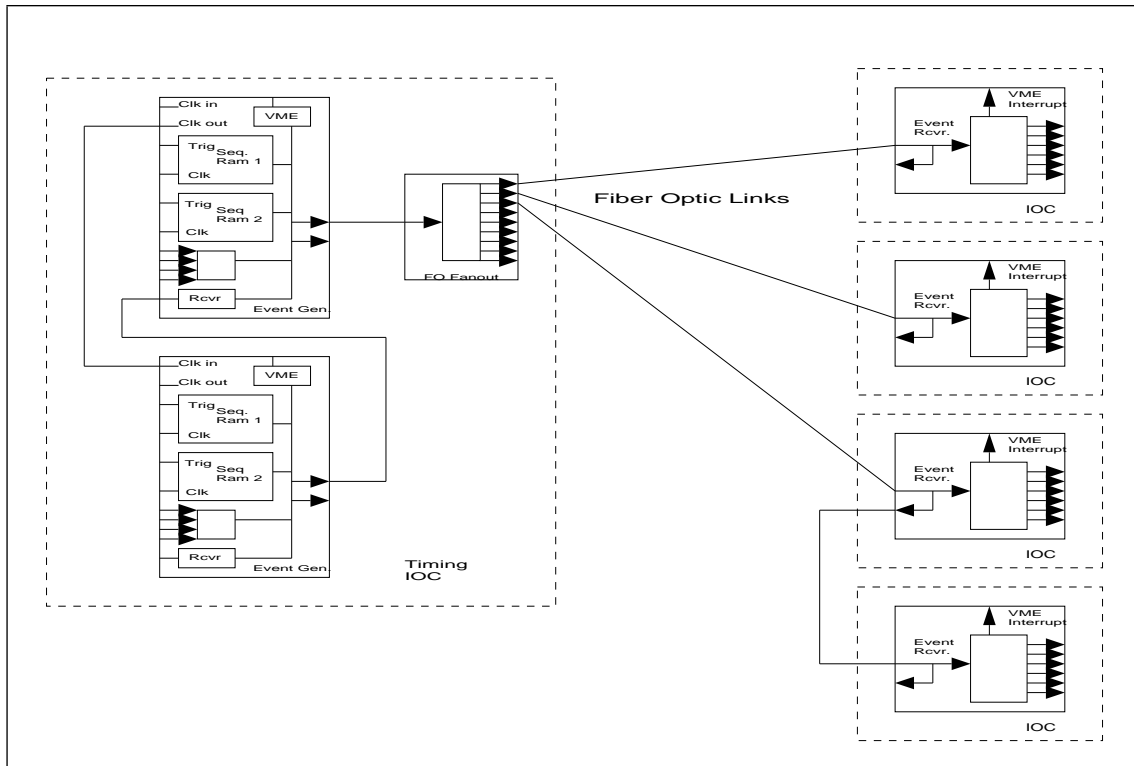 Clk in
Clk out
VME
Trig
Seq.
Ram 1
Clk
Trig
Seq
Ram 2
Clk
Rcvr
Event Gen.
FO Fanout
Clk in
Clk out
VME
Trig
Seq.
Ram 1
Clk
Trig
Seq
Ram 2
Clk
Rcvr
Event Gen.
Timing
IOC
Fiber Optic Links
VME
Interrupt
Event
Rcvr.
IOC
VME
Interrupt
Event
Rcvr.
IOC
VME
Interrupt
Event
Rcvr.
IOC
VME
Interrupt
Event
Rcvr.
IOC